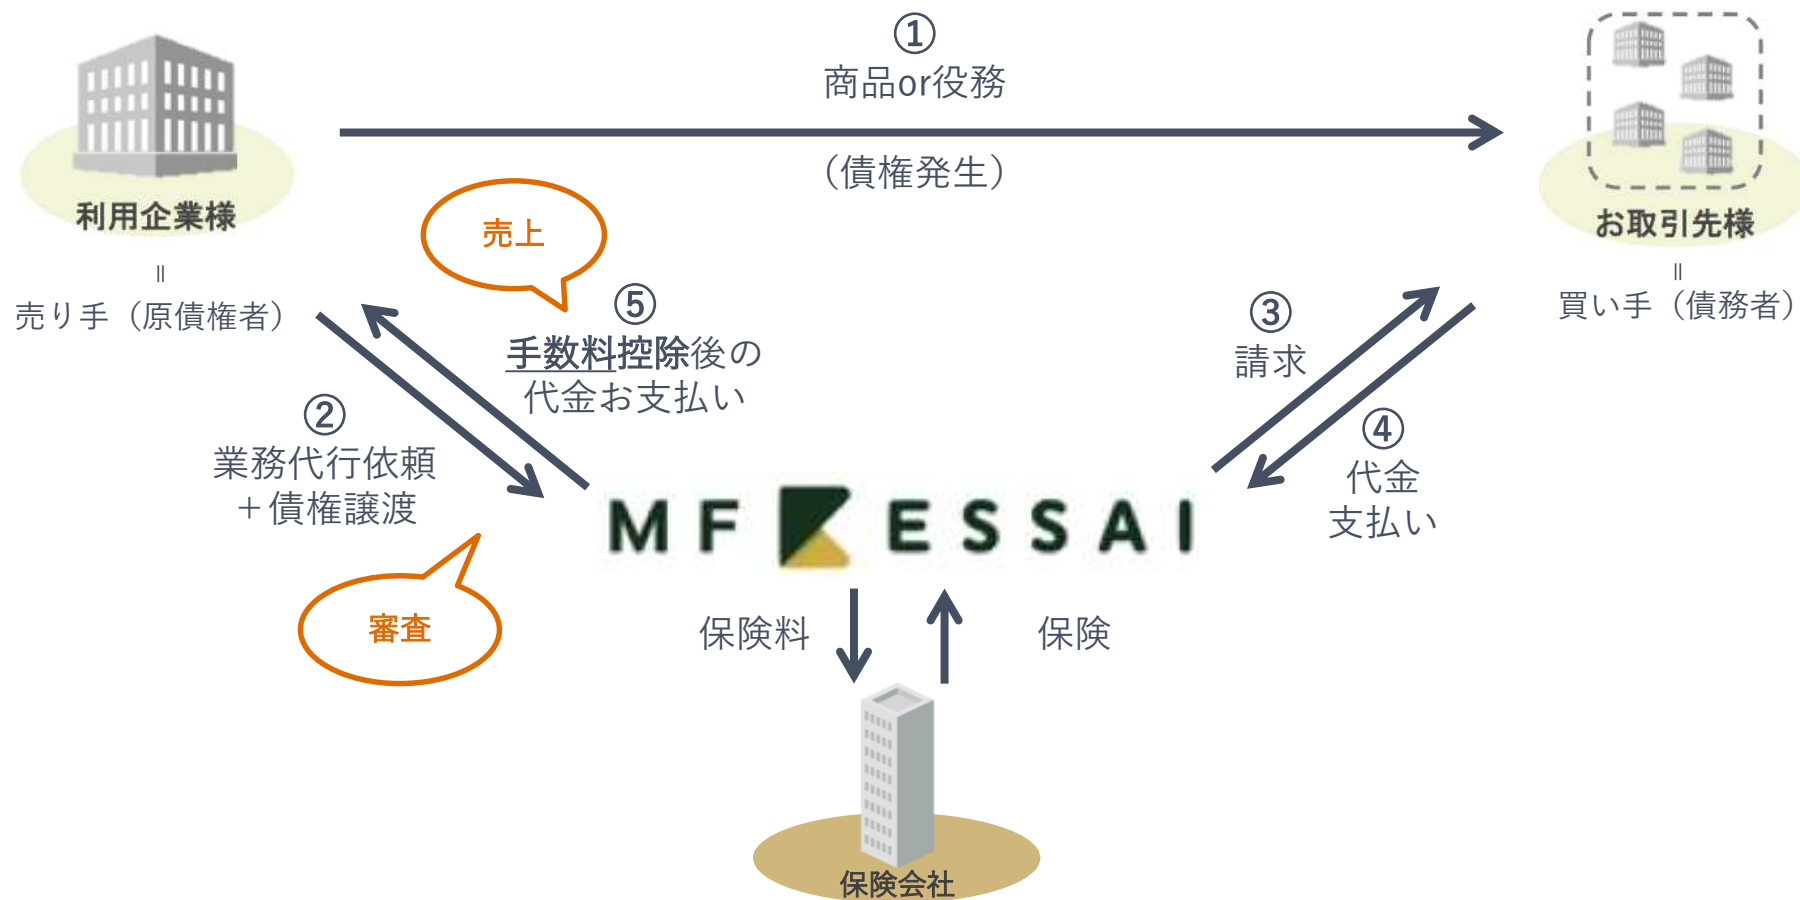 ①
商品or役務
（債権発生）
利用企業様
=
売り手（原債権者）
お取引先様
=
買い手（債務者）
売上
⑤
手数料控除後の
代金お支払い
②
業務代行依頼
＋債権譲渡
審査
③
請求
④
代金
支払い
MF KESSAI
保険料
保険
保険会社